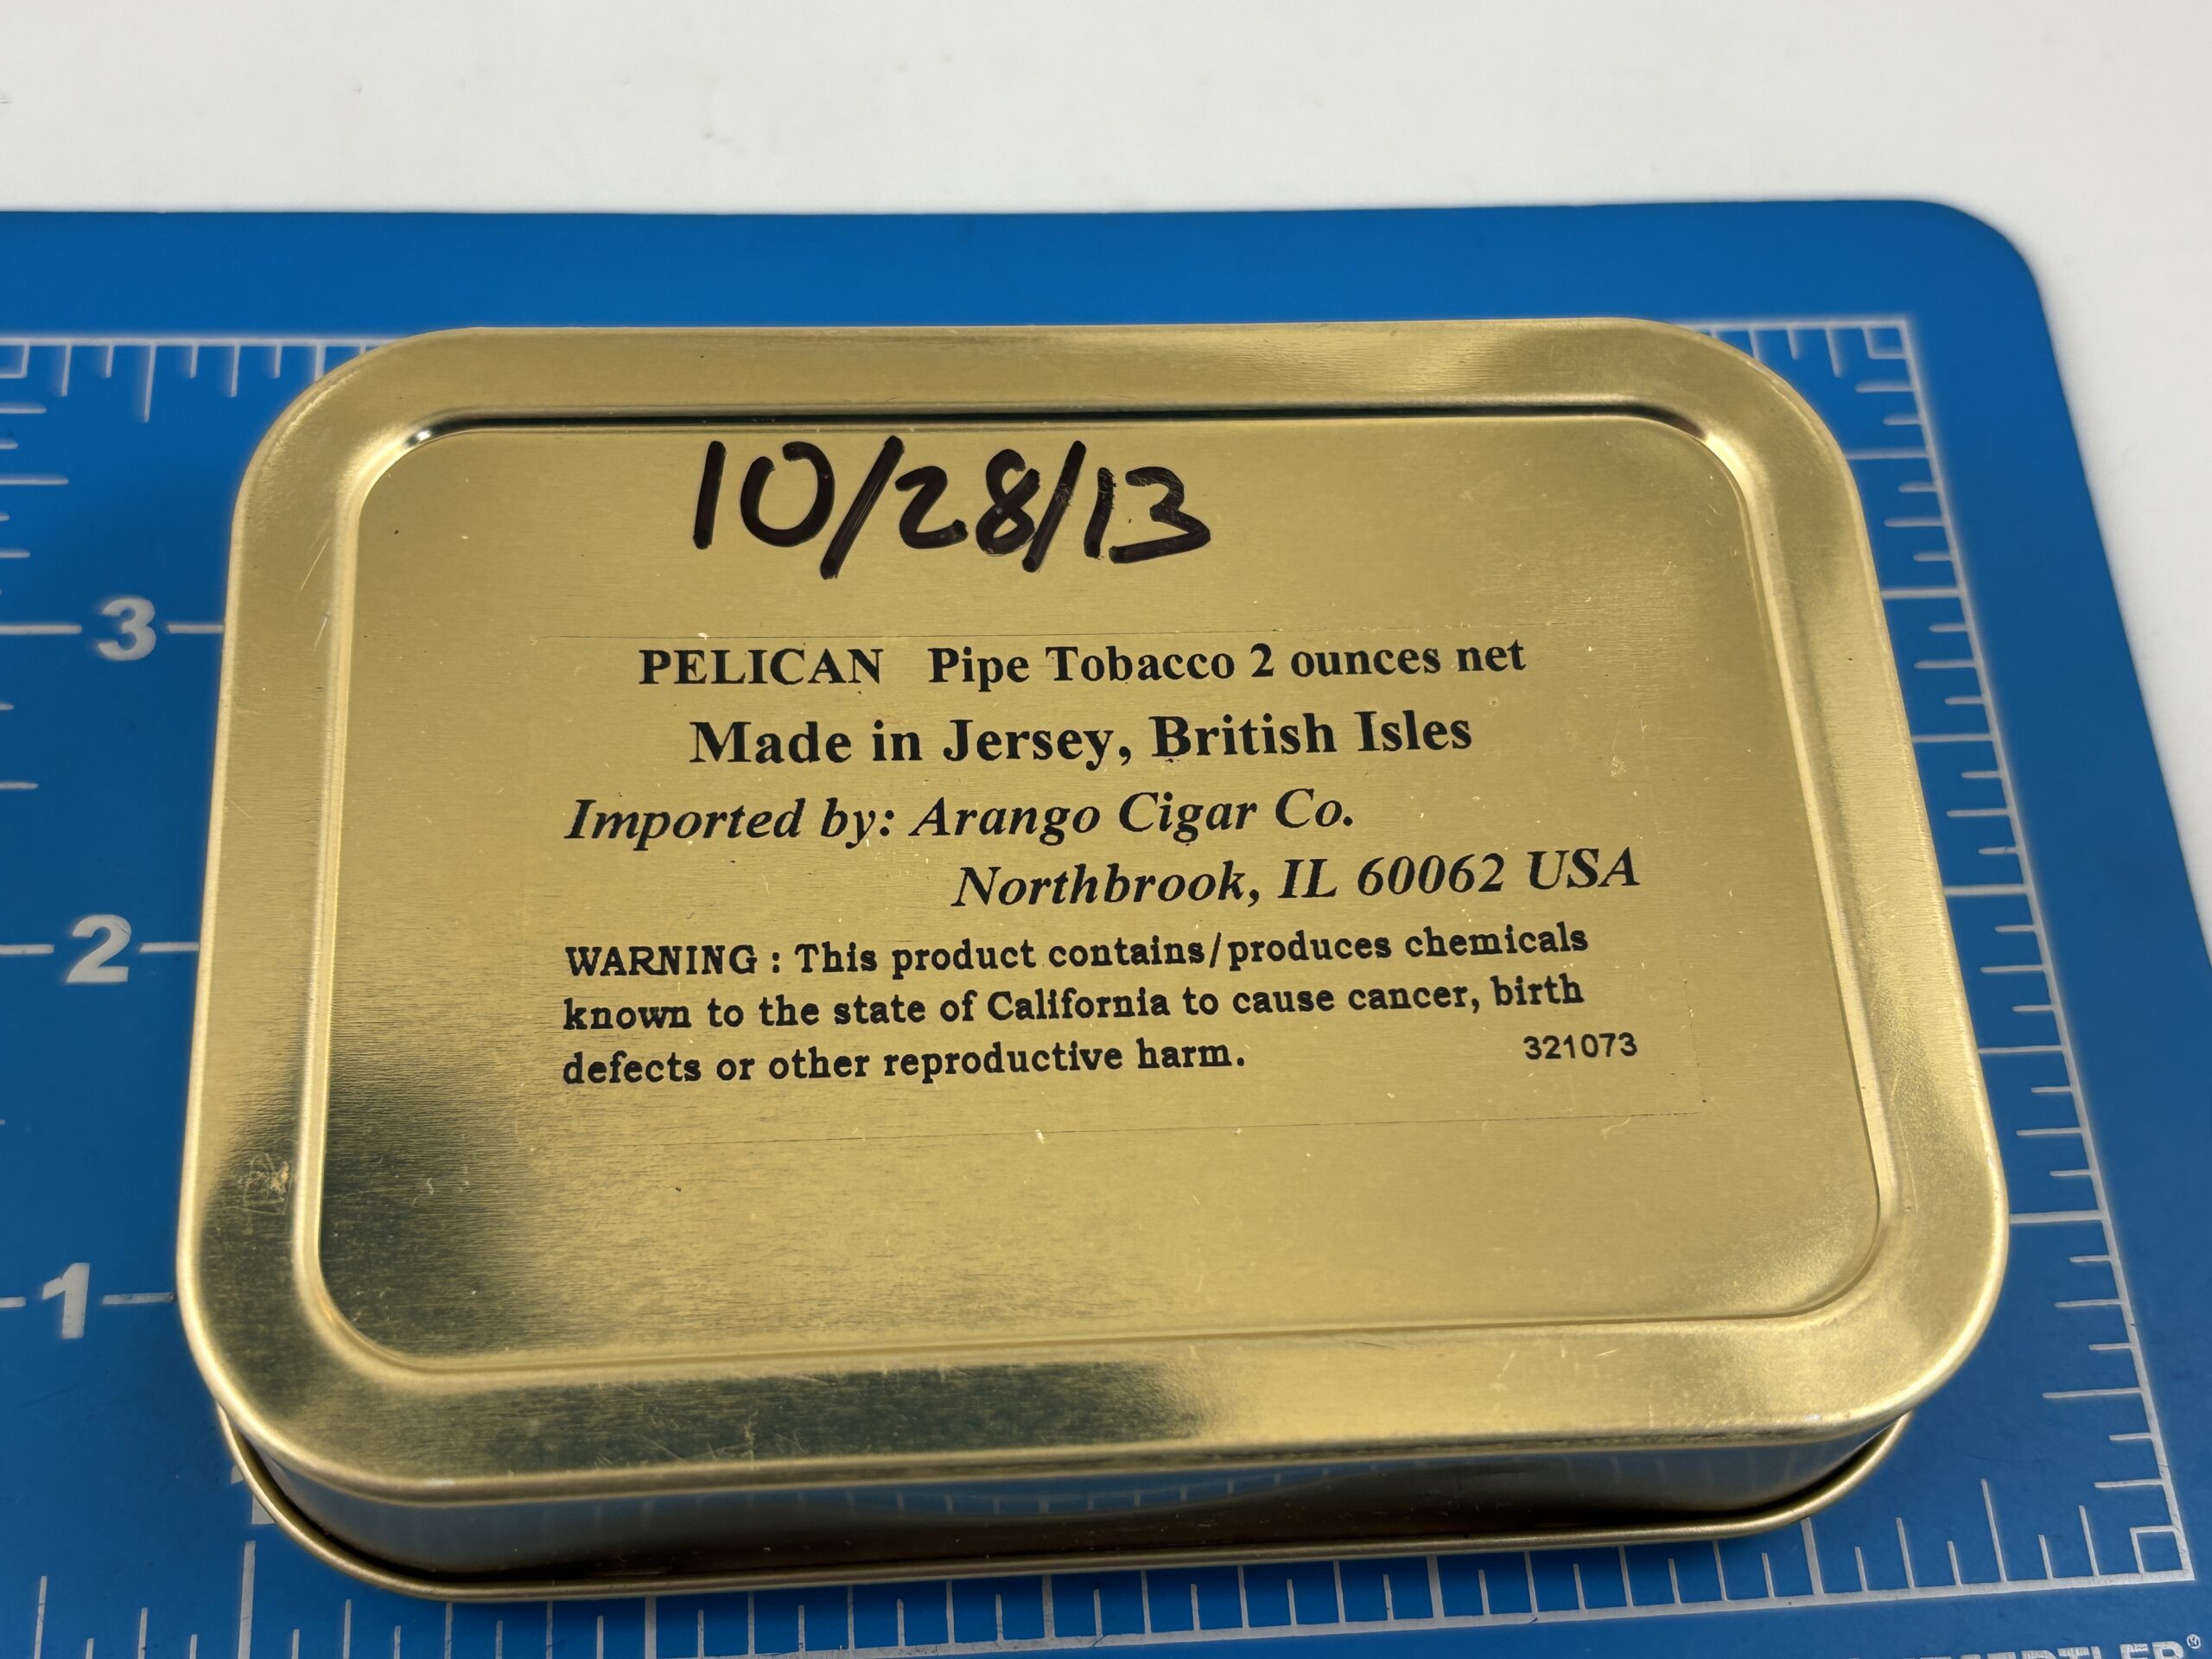 10/28/13
PELICAN Pipe Tobacco 2 ounces net
Made in Jersey, British Isles
Imported by: Arango Cigar Co.
Northbrook, IL 60062 USA
WARNING : This product contains/produces chemicals
known to the state of California to cause cancer, birth
defects or other reproductive harm. 321073
3
2
1